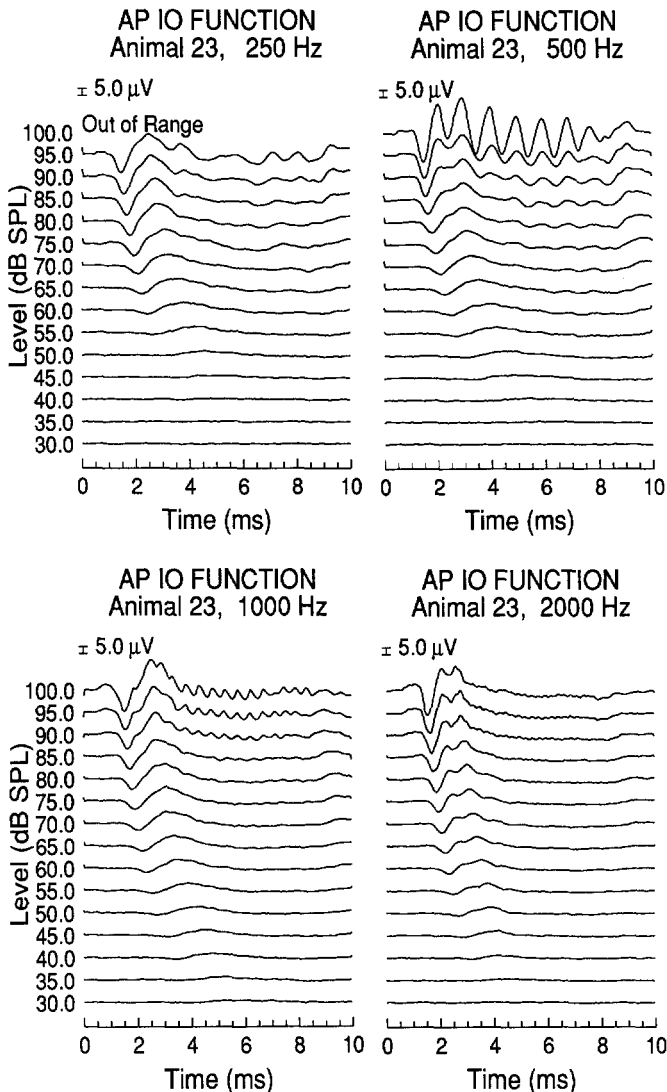 AP IO FUNCTION
Animal 23, 250 Hz
5.0 µV
Out of Range
100.0
95.0
90.0
85.0
80.0
75.0
70.0
65.0
60.0
55.0
50.0
45.0
40.0
35.0
30.0
Level (dB SPL)
0 2 4 6 8 10
Time (ms)
AP IO FUNCTION
Animal 23, 500 Hz
5.0 µV
0 2 4 6 8 10
Time (ms)
AP IO FUNCTION
Animal 23, 1000 Hz
5.0 µV
100.0
95.0
90.0
85.0
80.0
75.0
70.0
65.0
60.0
55.0
50.0
45.0
40.0
35.0
30.0
Level (dB SPL)
0 2 4 6 8 10
Time (ms)
AP IO FUNCTION
Animal 23, 2000 Hz
5.0 µV
0 2 4 6 8 10
Time (ms)